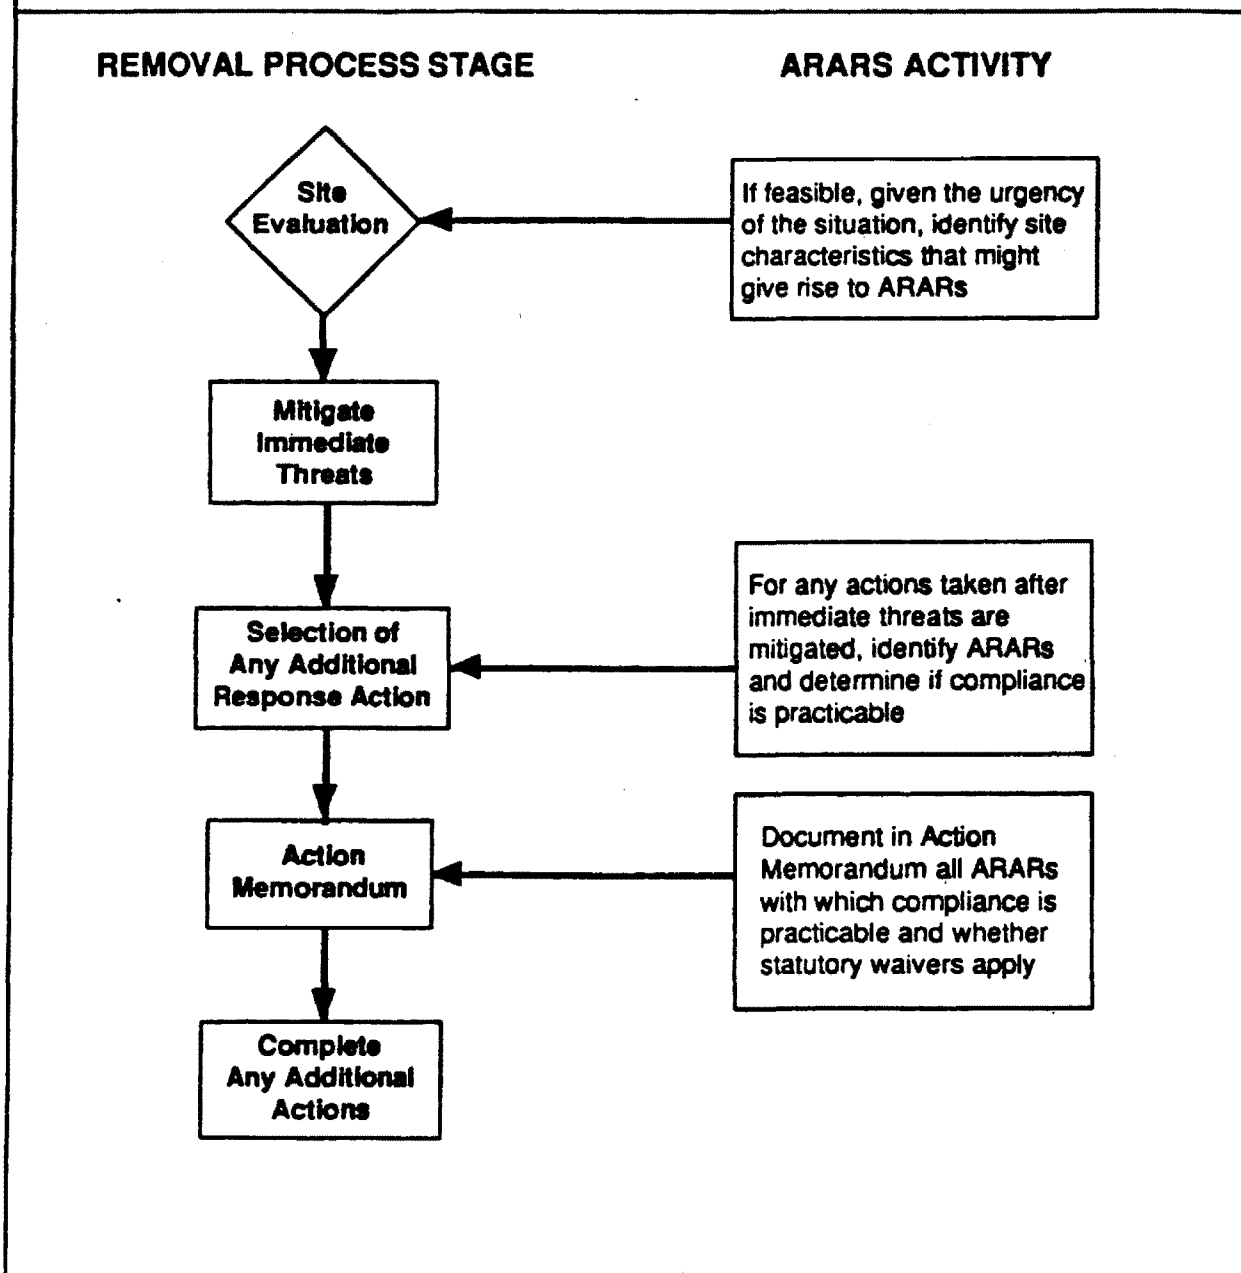 REMOVAL PROCESS STAGE
ARARS ACTIVITY
Site
Evaluation
If feasible, given the urgency
of the situation, identify site
characteristics that might
give rise to ARARs
Mitigate
Immediate
Threats
Selection of
Any Additional
Response Action
For any actions taken after
immediate threats are
mitigated, identify ARARs
and determine if compliance
is practicable
Action
Memorandum
Document in Action
Memorandum all ARARs
with which compliance is
practicable and whether
statutory waivers apply
Complete
Any Additional
Actions